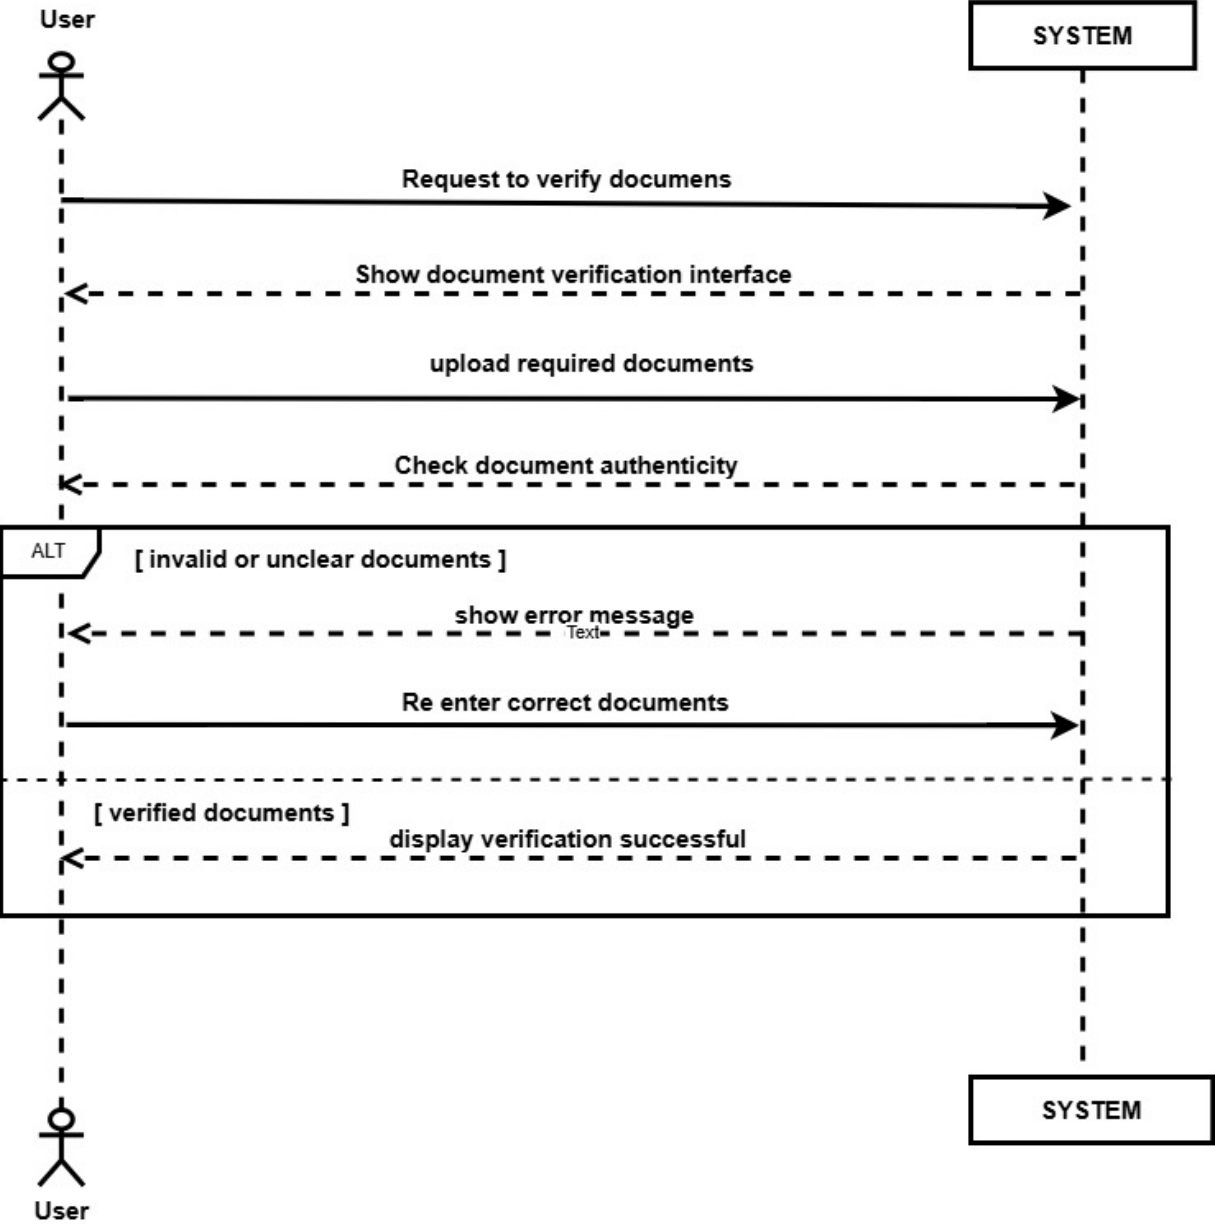 User
SYSTEM
Request to verify documens
Show document verification interface
upload required documents
Check document authenticity
ALT
[ invalid or unclear documents ]
show error message
Text
Re enter correct documents
[ verified documents ]
display verification successful
SYSTEM
User